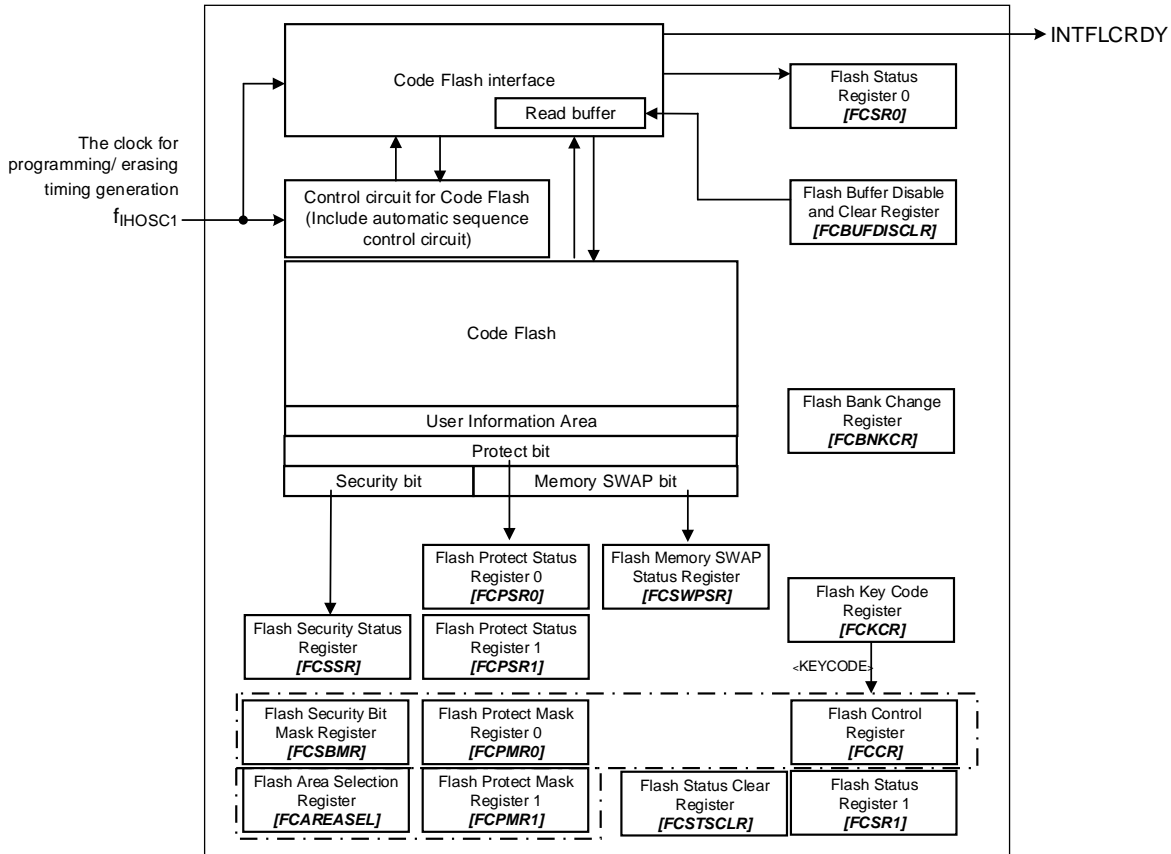 INTFLCRDY
Code Flash interface
Read buffer
Flash Status
Register 0
[FCSR0]
The clock for
programming/ erasing
timing generation
fIHOSC1
Control circuit for Code Flash
(Include automatic sequence
control circuit)
Flash Buffer Disable
and Clear Register
[FCBUFDISCLR]
Code Flash
User Information Area
Protect bit
Security bit
Memory SWAP bit
Flash Bank Change
Register
[FCBNKCR]
Flash Protect Status
Register 0
[FCPSR0]
Flash Memory SWAP
Status Register
[FCSWPSR]
Flash Key Code
Register
[FCKCR]
Flash Security Status
Register
[FCSSR]
Flash Protect Status
Register 1
[FCPSR1]
<KEYCODE>
Flash Security Bit
Mask Register
[FCSBMR]
Flash Protect Mask
Register 0
[FCPMR0]
Flash Control
Register
[FCCR]
Flash Area Selection
Register
[FCAREASEL]
Flash Protect Mask
Register 1
[FCPMR1]
Flash Status Clear
Register
[FCSTSCLR]
Flash Status
Register 1
[FCSR1]